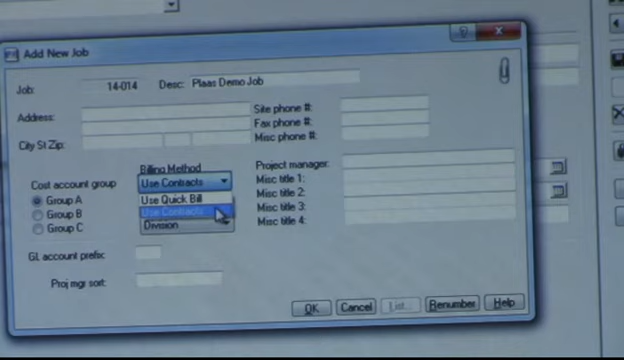 Add New Job
Job: 14-014 Desc: Plaas Demo Job
Address: Site phone #:
Fax phone #:
City St Zip: Misc phone #:
Billing Method Project manager:
Cost account group Use Contracts Misc title 1:
Group A Use Quick Bill Misc title 2:
Group B Use Contracts Misc title 3:
Group C Division Misc title 4:
GL account prefix:
Proj mgr sort:
OK Cancel List... Renumber Help